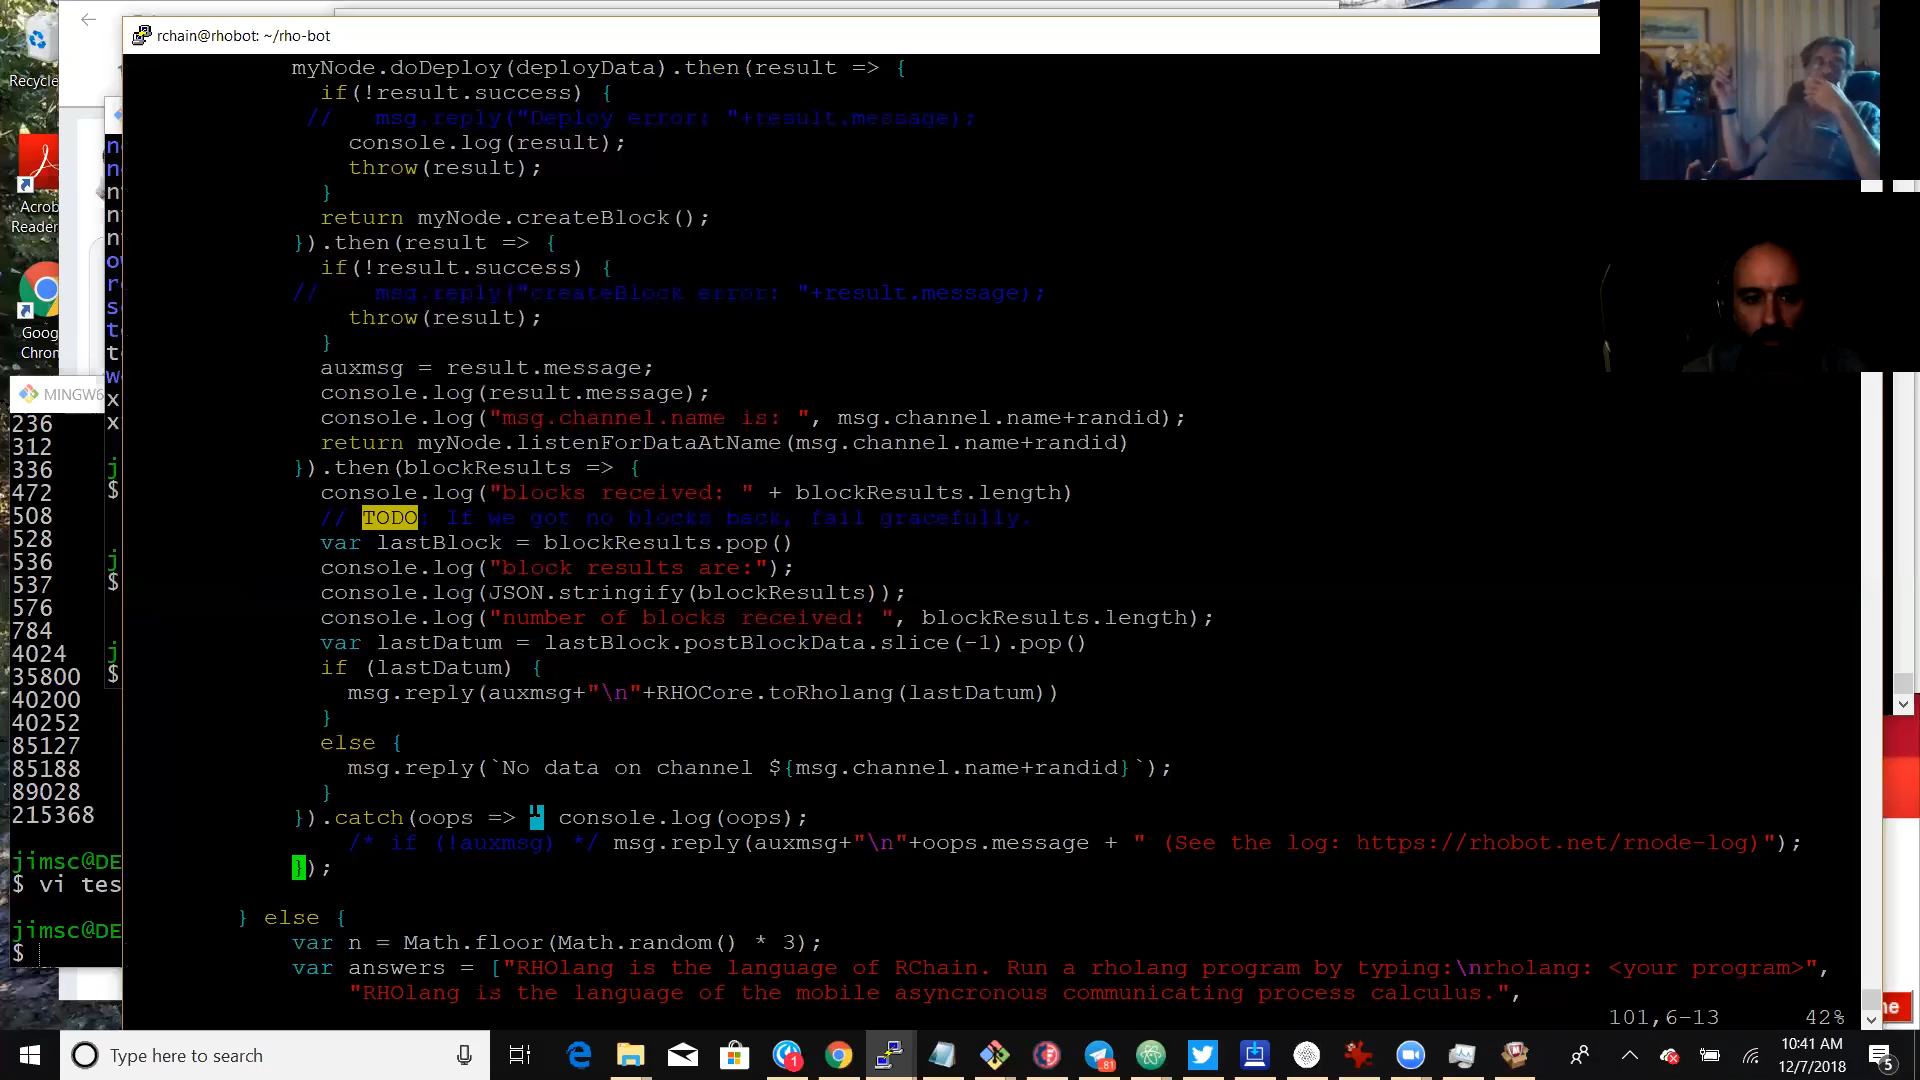 rchain@rhobot: ~/rho-bot
myNode.doDeploy(deployData).then(result => {
if(!result.success) {
//   msg.reply("Deploy error: "+result.message);
console.log(result);
throw(result);
}
return myNode.createBlock();
}).then(result => {
if(!result.success) {
//    msg.reply("createBlock error: "+result.message);
throw(result);
}
auxmsg = result.message;
console.log(result.message);
console.log("msg.channel.name is: ", msg.channel.name+randid);
return myNode.listenForDataAtName(msg.channel.name+randid)
}).then(blockResults => {
console.log("blocks received: " + blockResults.length)
// TODO: If we got no blocks back, fail gracefully.
var lastBlock = blockResults.pop()
console.log("block results are:");
console.log(JSON.stringify(blockResults));
console.log("number of blocks received: ", blockResults.length);
var lastDatum = lastBlock.postBlockData.slice(-1).pop()
if (lastDatum) {
msg.reply(auxmsg+"\n"+RHOCore.toRholang(lastDatum))
}
else {
msg.reply(`No data on channel ${msg.channel.name+randid}`);
}
}).catch(oops => { console.log(oops);
/* if (!auxmsg) */ msg.reply(auxmsg+"\n"+oops.message + " (See the log: https://rhobot.net/rnode-log)");
});
} else {
var n = Math.floor(Math.random() * 3);
var answers = ["RHOlang is the language of RChain. Run a rholang program by typing:\nrholang: <your program>",
"RHOlang is the language of the mobile asyncronous communicating process calculus.",
101,6-13 42%
Recycle
Acrob
Reader
Goog
Chron
MINGW6
236
312
336
472
508
528
536
537
576
784
4024
35800
40200
40252
85127
85188
89028
215368
jimsc@DE
$ vi tes
jimsc@DE
$
Type here to search
10:41 AM
12/7/2018